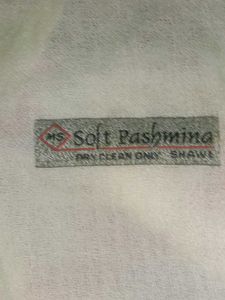 MS Soft Pashmina
DRY CLEAN ONLY SHAWL